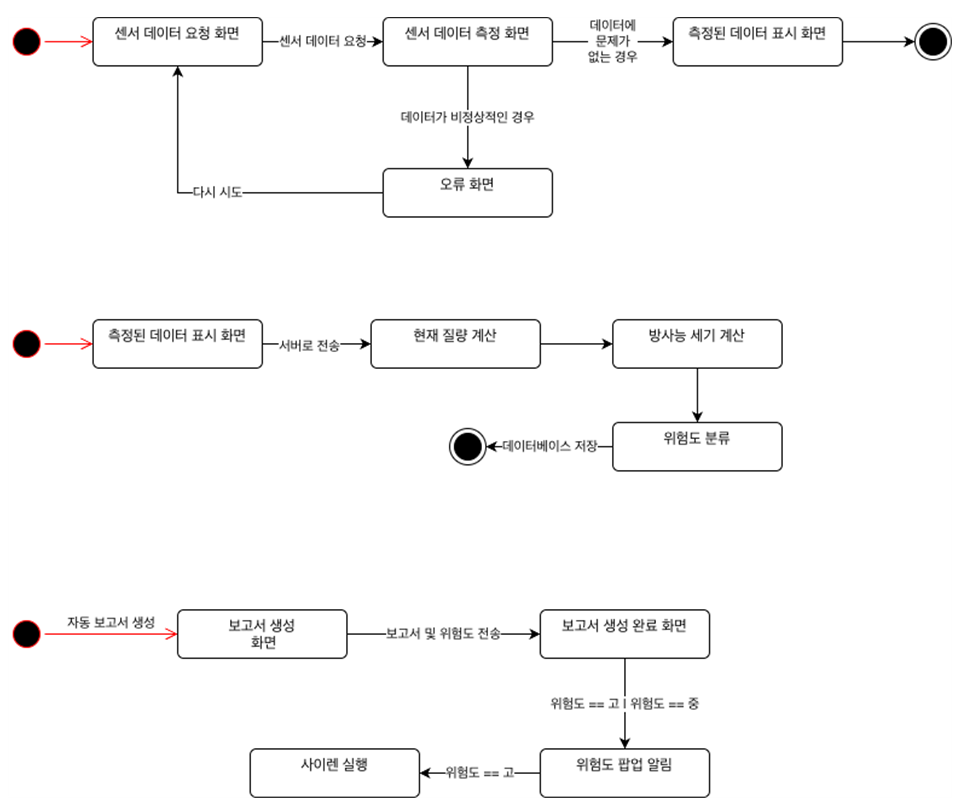 센서 데이터 요청 화면
센서 데이터 요청
센서 데이터 측정 화면
데이터에
문제가
없는 경우
측정된 데이터 표시 화면
데이터가 비정상적인 경우
오류 화면
다시 시도
측정된 데이터 표시 화면
서버로 전송
현재 질량 계산
방사능 세기 계산
위험도 분류
데이터베이스 저장
자동 보고서 생성
보고서 생성
화면
보고서 및 위험도 전송
보고서 생성 완료 화면
위험도 == 고 | 위험도 == 중
위험도 팝업 알림
위험도 == 고
사이렌 실행